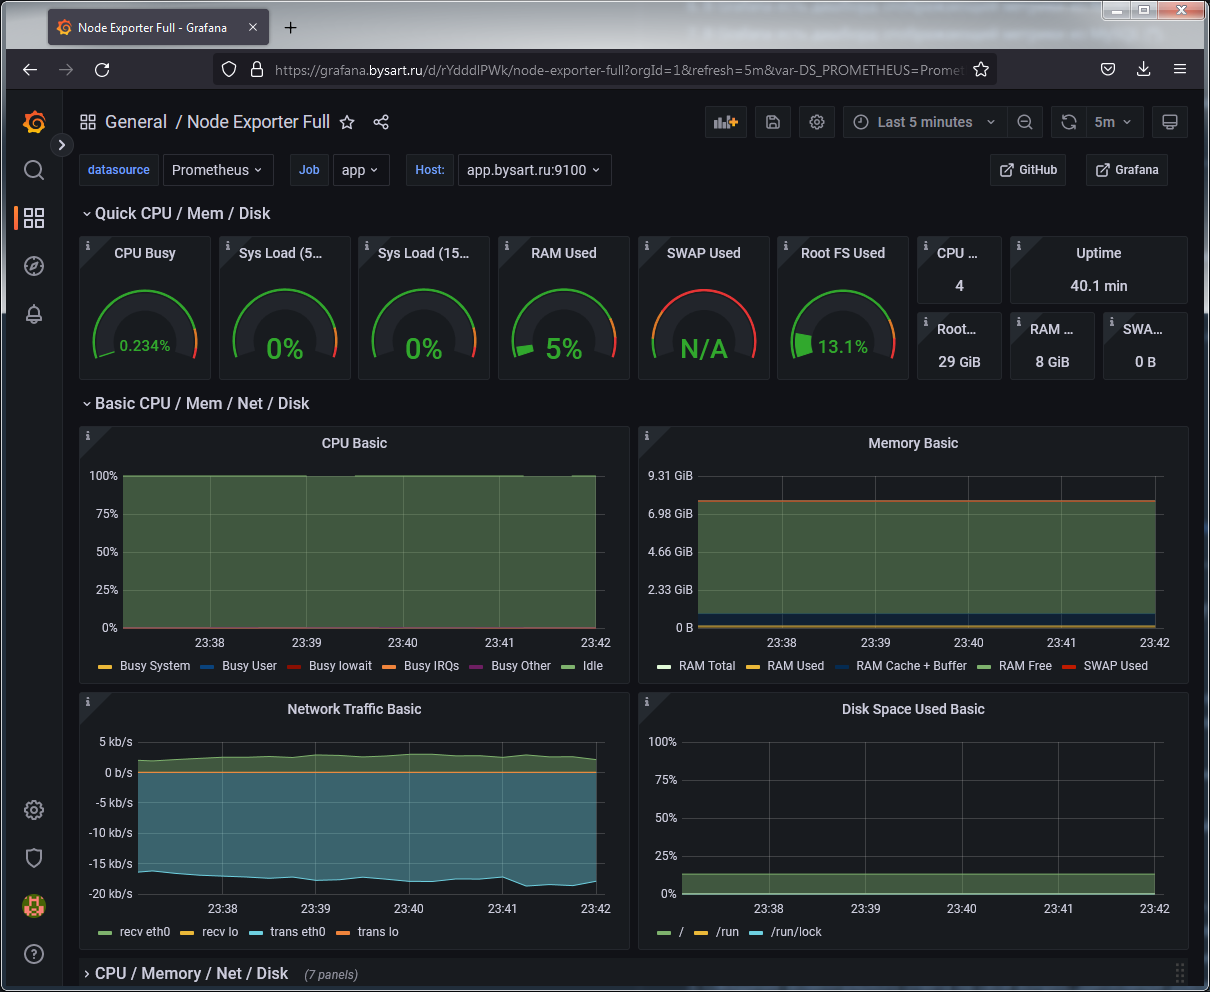 Node Exporter Full - Grafana
https://grafana.bysart.ru/d/rYdddlPWk/node-exporter-full?orgId=1&refresh=5m&var-DS_PROMETHEUS=Promet
General / Node Exporter Full
Last 5 minutes
5m
datasource Prometheus Job app Host: app.bysart.ru:9100 GitHub Grafana
Quick CPU / Mem / Disk
CPU Busy
0.234%
Sys Load (5...
0%
Sys Load (15...
0%
RAM Used
5%
SWAP Used
N/A
Root FS Used
13.1%
CPU ...
4
Uptime
40.1 min
Root...
29 GiB
RAM ...
8 GiB
SWA...
0 B
Basic CPU / Mem / Net / Disk
CPU Basic
100%
75%
50%
25%
0%
23:38 23:39 23:40 23:41 23:42
Busy System Busy User Busy Iowait Busy IRQs Busy Other Idle
Memory Basic
9.31 GiB
6.98 GiB
4.66 GiB
2.33 GiB
0 B
23:38 23:39 23:40 23:41 23:42
RAM Total RAM Used RAM Cache + Buffer RAM Free SWAP Used
Network Traffic Basic
5 kb/s
0 b/s
-5 kb/s
-10 kb/s
-15 kb/s
-20 kb/s
23:38 23:39 23:40 23:41 23:42
recv eth0 recv lo trans eth0 trans lo
Disk Space Used Basic
100%
75%
50%
25%
0%
23:38 23:39 23:40 23:41 23:42
/ /run /run/lock
CPU / Memory / Net / Disk (7 panels)